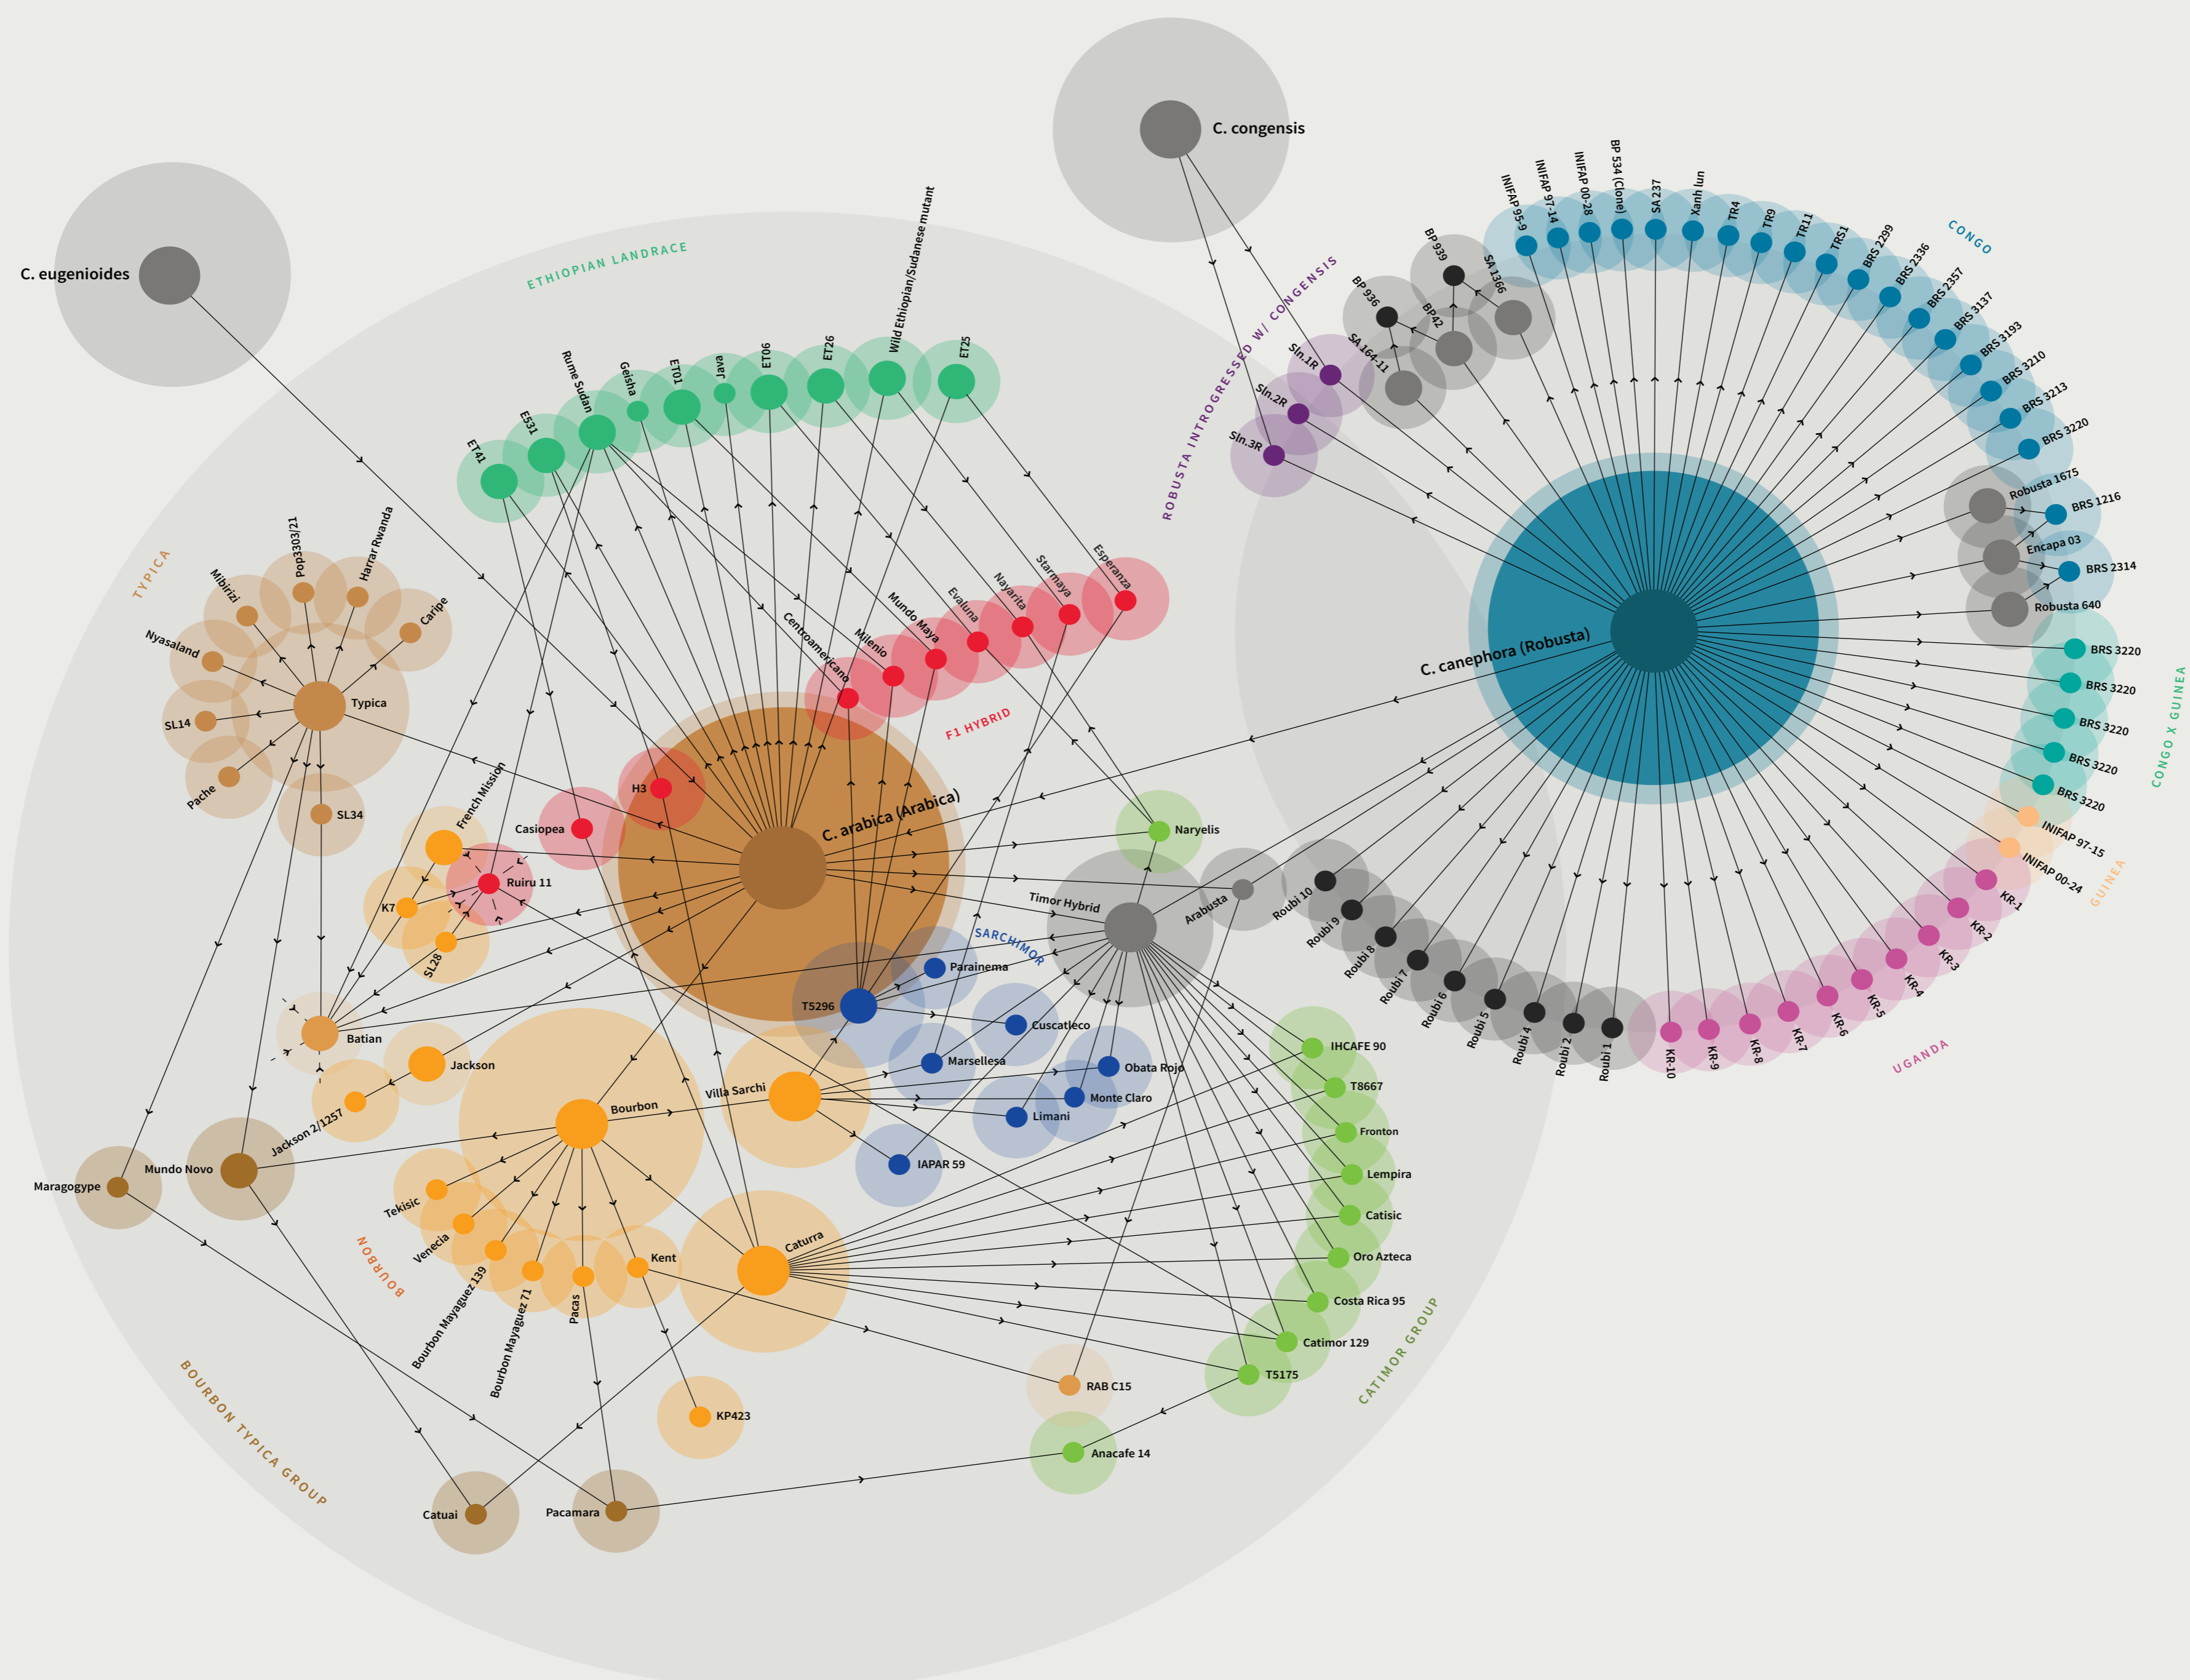 C. congensis
C. eugenioides
ETHIOPIAN LANDRACE
ET41
E531
Rume Sudan
Geisha
ET01
Java
ET06
ET26
Wild Ethiopian/Sudanese mutant
ET25
ROBUSTA INTROGRESSED W/ CONGENSIS
Sln.1R
Sln.2R
Sln.3R
BP 939
SA 1366
BP 936
BP42
SA 164-11
INIFAP 95-9
INIFAP 97-14
INIFAP 00-28
BP 534 (Clone)
SA 237
Xanh lun
TR4
TR9
TR11
TRS1
BRS 2299
BRS 2336
BRS 2357
BRS 3137
BRS 3193
BRS 3210
BRS 3213
BRS 3220
CONGO
Robusta 1675
BRS 1216
Encapa 03
BRS 2314
Robusta 640
BRS 3220
BRS 3220
BRS 3220
BRS 3220
BRS 3220
CONGO X GUINEA
INIFAP 97-15
INIFAP 00-24
GUINEA
C. canephora (Robusta)
KR-1
KR-2
KR-3
KR-4
KR-5
KR-6
KR-7
KR-8
KR-9
KR-10
UGANDA
Roubi 10
Roubi 9
Roubi 8
Roubi 7
Roubi 6
Roubi 5
Roubi 4
Roubi 2
Roubi 1
TYPICA
Pop3303/21
Harrar Rwanda
Mibirizi
Caripe
Nyasaland
Typica
SL14
Pache
SL34
Centroamericano
Milenio
Mundo Maya
Evaluna
Nayarita
Starmaya
Esperanza
F1 HYBRID
H3
Casiopea
C. arabica (Arabica)
French Mission
Ruiru 11
K7
SL28
Batian
Jackson
Jackson 2/1257
Naryelis
Timor Hybrid
Arabusta
SARCHIMOR
Parainema
T5296
Cuscatleco
Marsellesa
Obata Rojo
Monte Claro
Limani
IAPAR 59
Villa Sarchi
Bourbon
Mundo Novo
Maragogype
Tekisic
Venecia
Bourbon Mayaguez 139
Bourbon Mayaguez 71
Pacas
Kent
Caturra
BOURBON
KP423
IHCAFE 90
T8667
Fronton
Lempira
Catisic
Oro Azteca
Costa Rica 95
Catimor 129
T5175
CATIMOR GROUP
RAB C15
Anacafe 14
BOURBON TYPICA GROUP
Catuai
Pacamara